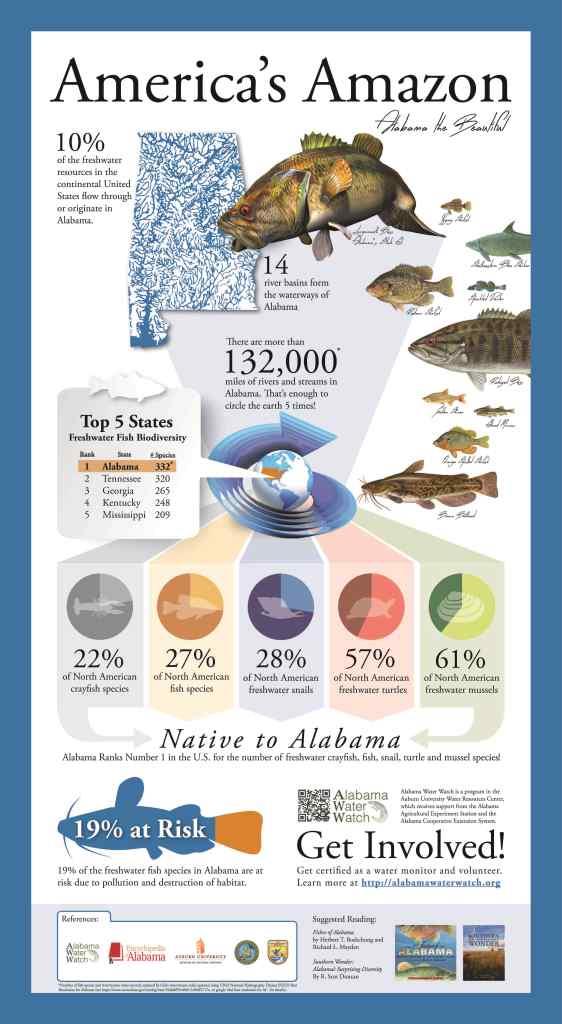 America's Amazon
Alabama the Beautiful
10%
of the freshwater
resources in the
continental United
States flow through
or originate in
Alabama.
14
river basins form
the waterways of
Alabama
There are more than
132,000*
miles of rivers and streams in
Alabama. That's enough to
circle the earth 5 times!
Top 5 States
Freshwater Fish Biodiversity
Rank State # Species
1 Alabama 332*
2 Tennessee 320
3 Georgia 265
4 Kentucky 248
5 Mississippi 209
22%
of North American
crayfish species
27%
of North American
fish species
28%
of North American
freshwater snails
57%
of North American
freshwater turtles
61%
of North American
freshwater mussels
Native to Alabama
Alabama Ranks Number 1 in the U.S. for the number of freshwater crayfish, fish, snail, turtle and mussel species!
19% at Risk
19% of the freshwater fish species in Alabama are at
risk due to pollution and destruction of habitat.
Alabama
Water
Watch
Alabama Water Watch is a program in the
Auburn University Water Resources Center,
which receives support from the Alabama
Agricultural Experiment Station and the
Alabama Cooperative Extension System.
Get Involved!
Get certified as a water monitor and volunteer.
Learn more at http://alabamawaterwatch.org
References:
Alabama
Water
Watch
Encyclopedia
of Alabama
AUBURN UNIVERSITY
Suggested Reading:
Fishes of Alabama
by Herbert T. Boschung and
Richard L. Mayden
Southern Wonder:
Alabama's Surprising Diversity
By R. Scot Duncan
ALABAMA
SOUTHERN
WONDER